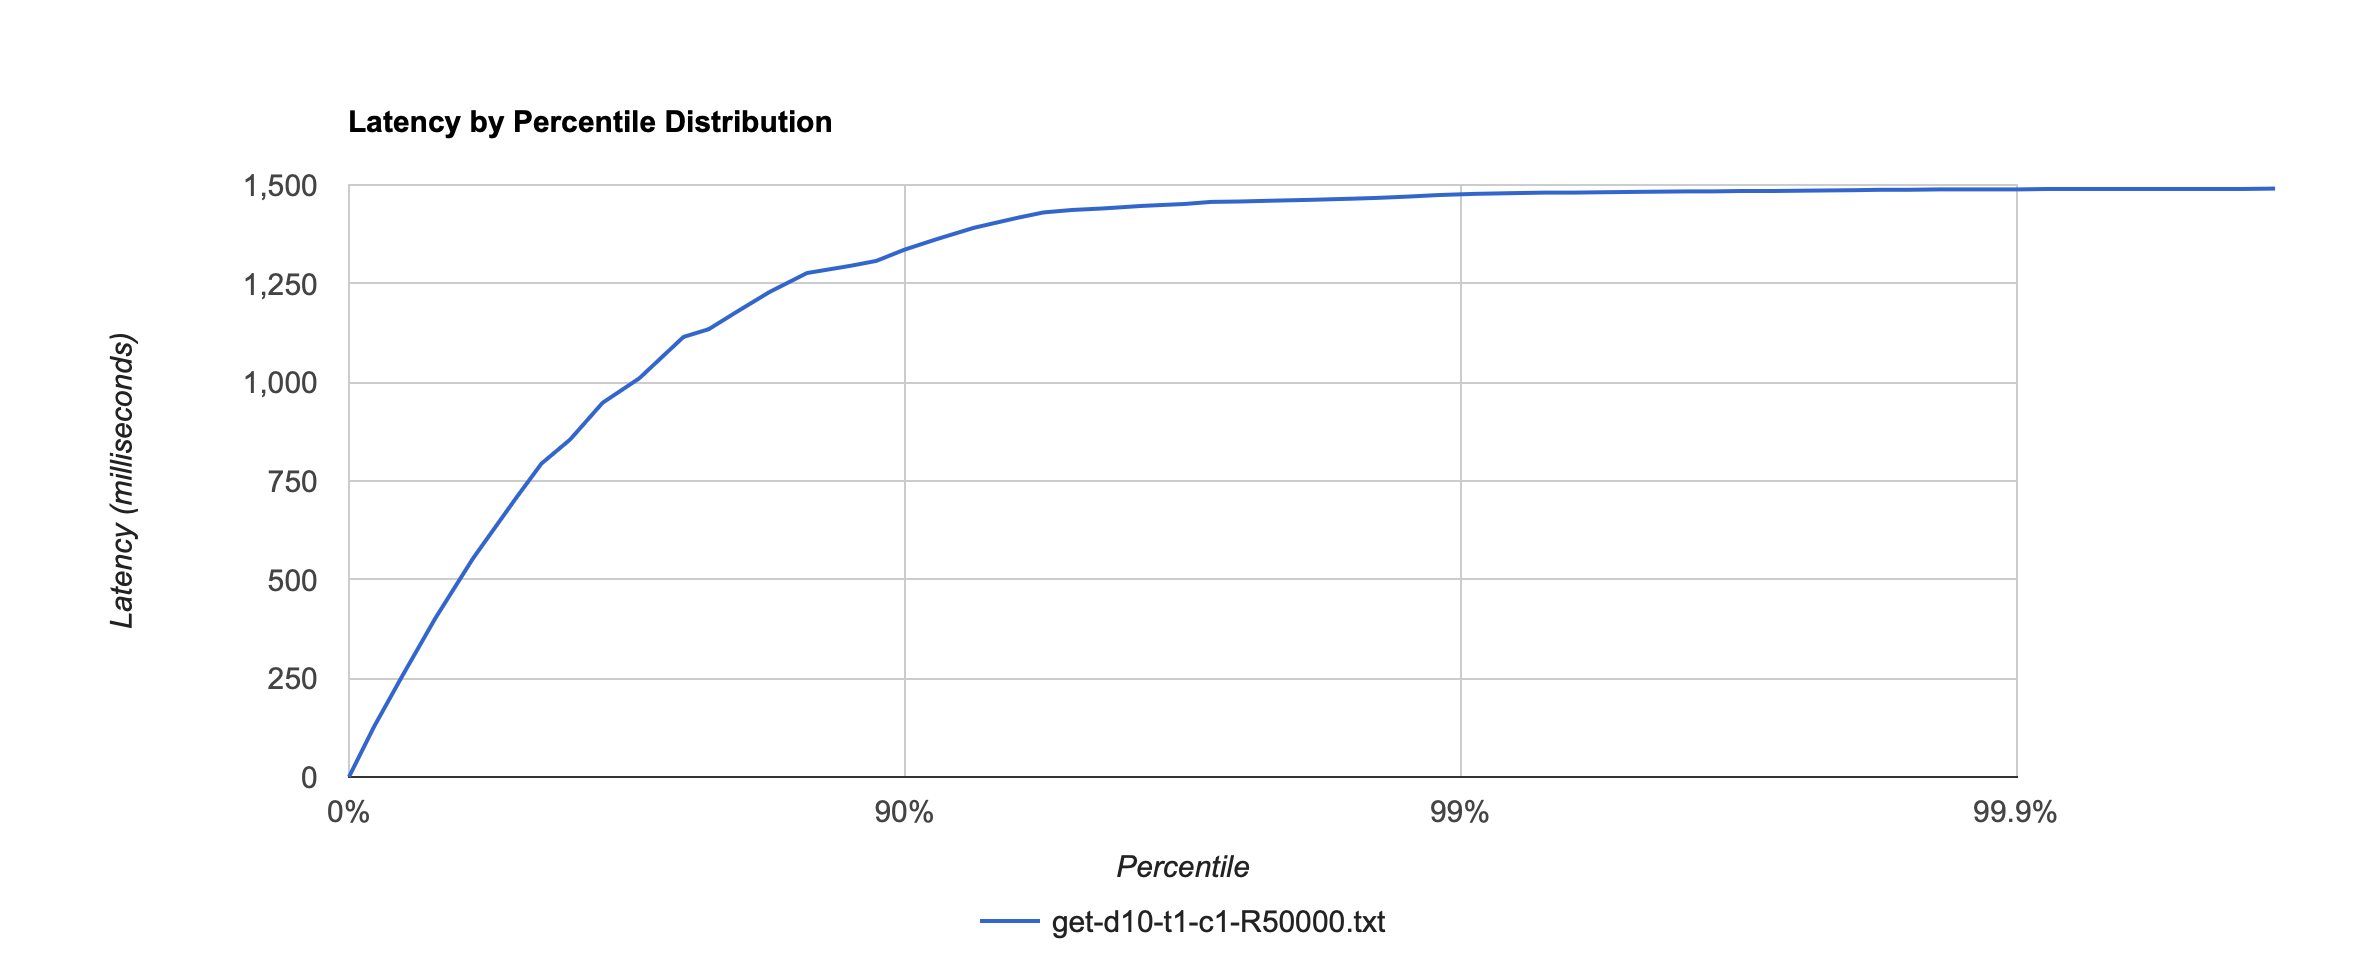 Latency by Percentile Distribution
1,500
1,250
1,000
750
500
250
0
Latency (milliseconds)
0% 90% 99% 99.9%
Percentile
get-d10-t1-c1-R50000.txt